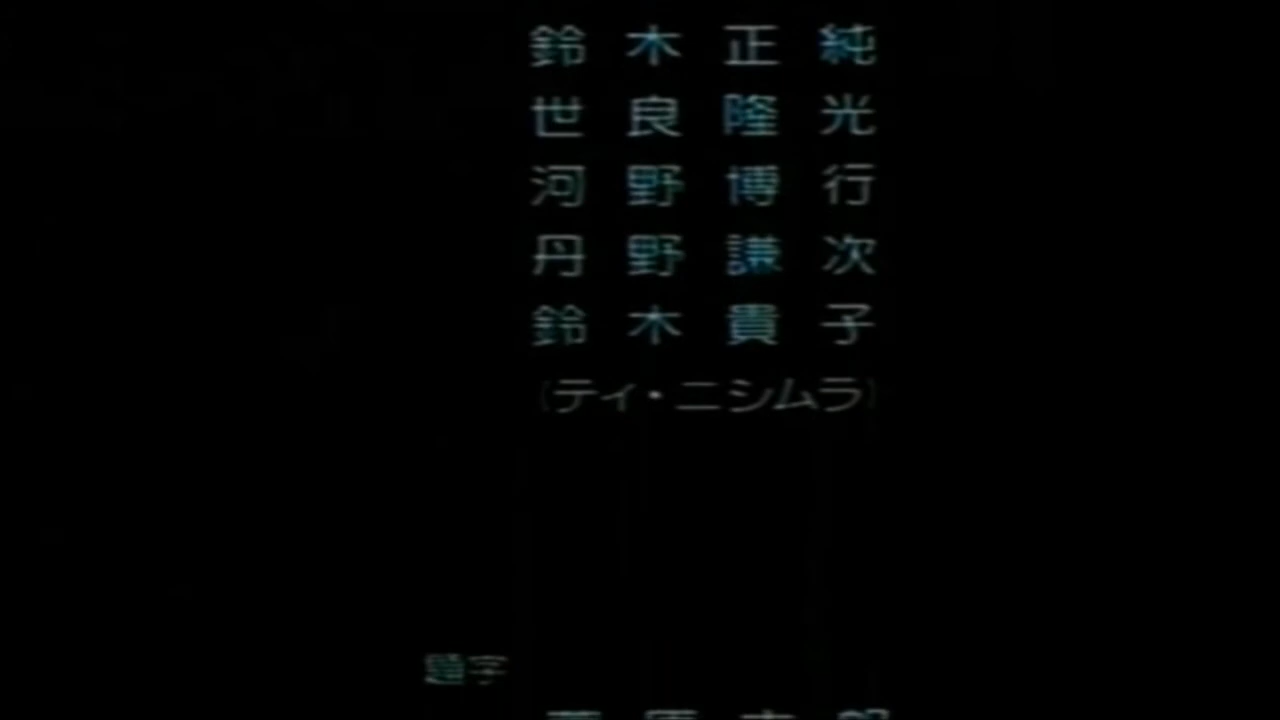 鈴木正純
世良隆光
河野博行
丹野謙次
鈴木貴子
(ティ・ニシムラ)
題字